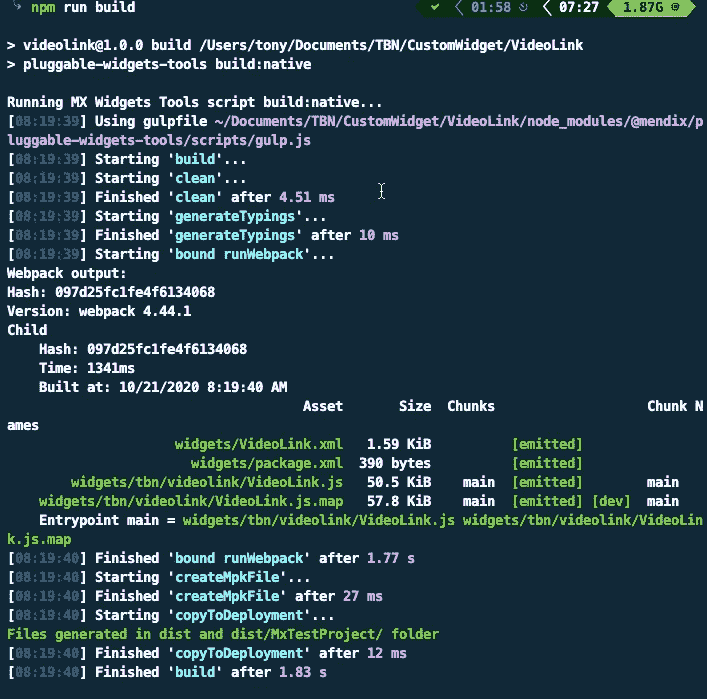 npm run build 01:58 07:27 1.87G
> videolink@1.0.0 build /Users/tony/Documents/TBN/CustomWidget/VideoLink
> pluggable-widgets-tools build:native
Running MX Widgets Tools script build:native...
[08:19:39] Using gulpfile ~/Documents/TBN/CustomWidget/VideoLink/node_modules/@mendix/p
luggable-widgets-tools/scripts/gulp.js
[08:19:39] Starting 'build'...
[08:19:39] Starting 'clean'...
[08:19:39] Finished 'clean' after 4.51 ms
[08:19:39] Starting 'generateTypings'...
[08:19:39] Finished 'generateTypings' after 10 ms
[08:19:39] Starting 'bound runWebpack'...
Webpack output:
Hash: 097d25fc1fe4f6134068
Version: webpack 4.44.1
Child
Hash: 097d25fc1fe4f6134068
Time: 1341ms
Built at: 10/21/2020 8:19:40 AM
Asset Size Chunks Chunk N
ames
widgets/VideoLink.xml 1.59 KiB [emitted]
widgets/package.xml 390 bytes [emitted]
widgets/tbn/videolink/VideoLink.js 50.5 KiB main [emitted] main
widgets/tbn/videolink/VideoLink.js.map 57.8 KiB main [emitted] [dev] main
Entrypoint main = widgets/tbn/videolink/VideoLink.js widgets/tbn/videolink/VideoLin
k.js.map
[08:19:40] Finished 'bound runWebpack' after 1.77 s
[08:19:40] Starting 'createMpkFile'...
[08:19:40] Finished 'createMpkFile' after 27 ms
[08:19:40] Starting 'copyToDeployment'...
Files generated in dist and dist/MxTestProject/ folder
[08:19:40] Finished 'copyToDeployment' after 12 ms
[08:19:40] Finished 'build' after 1.83 s